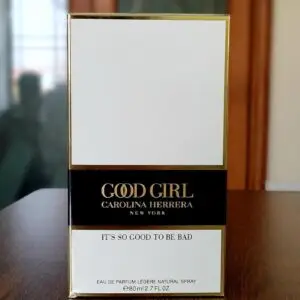 GOOD GIRL
CAROLINA HERRERA
NEW YORK
IT'S SO GOOD TO BE BAD
EAU DE PARFUM LÉGÈRE NATURAL SPRAY
℮80ml/2.7 FL.OZ